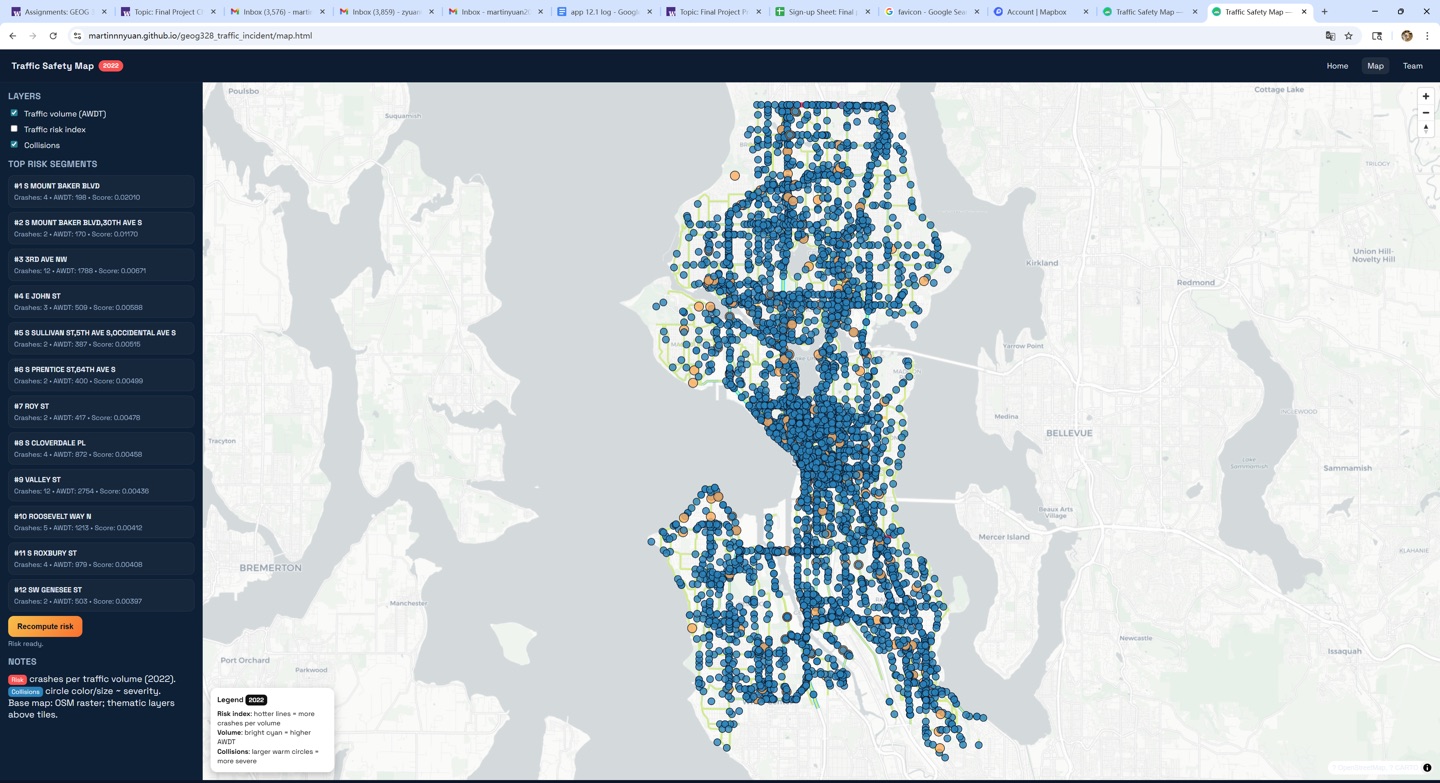 Assignments: GEOG
Topic: Final Project C
Inbox (3,576) - marti
Inbox (3,859) - zyuan
Inbox - martinyuan2
app 12.1 log - Google
Topic: Final Project P
Sign-up Sheet: Final
favicon - Google Sea
Account | Mapbox
Traffic Safety Map —
Traffic Safety Map —
martinnnyuan.github.io/geog328_traffic_incident/map.html
Traffic Safety Map 2022
Home Map Team
LAYERS
Traffic volume (AWDT)
Traffic risk index
Collisions
TOP RISK SEGMENTS
#1 S MOUNT BAKER BLVD
Crashes: 4 • AWDT: 198 • Score: 0.02010
#2 S MOUNT BAKER BLVD,30TH AVE S
Crashes: 2 • AWDT: 170 • Score: 0.01170
#3 3RD AVE NW
Crashes: 12 • AWDT: 1788 • Score: 0.00671
#4 E JOHN ST
Crashes: 3 • AWDT: 509 • Score: 0.00588
#5 S SULLIVAN ST,5TH AVE S,OCCIDENTAL AVE S
Crashes: 2 • AWDT: 387 • Score: 0.00515
#6 S PRENTICE ST,64TH AVE S
Crashes: 2 • AWDT: 400 • Score: 0.00499
#7 ROY ST
Crashes: 2 • AWDT: 417 • Score: 0.00478
#8 S CLOVERDALE PL
Crashes: 4 • AWDT: 872 • Score: 0.00458
#9 VALLEY ST
Crashes: 12 • AWDT: 2754 • Score: 0.00436
#10 ROOSEVELT WAY N
Crashes: 5 • AWDT: 1213 • Score: 0.00412
#11 S ROXBURY ST
Crashes: 4 • AWDT: 979 • Score: 0.00408
#12 SW GENESEE ST
Crashes: 2 • AWDT: 503 • Score: 0.00397
Recompute risk
Risk ready.
NOTES
Risk crashes per traffic volume (2022).
Collisions circle color/size ~ severity.
Base map: OSM raster; thematic layers
above tiles.
Poulsbo
Suquamish
Cottage Lake
TRILOGY
Kirkland
Union Hill-
Novelty Hill
Redmond
Yarrow Point
Medina
INGLEWOOD
BELLEVUE
Tracyton
Lake
Sammamish
Sammamish
Beaux Arts
Village
Mercer Island
KLAHANIE
BREMERTON
Manchester
Newcastle
Issaquah
Port Orchard
Parkwood
Legend 2022
Risk index: hotter lines = more
crashes per volume
Volume: bright cyan = higher
AWDT
Collisions: larger warm circles =
more severe